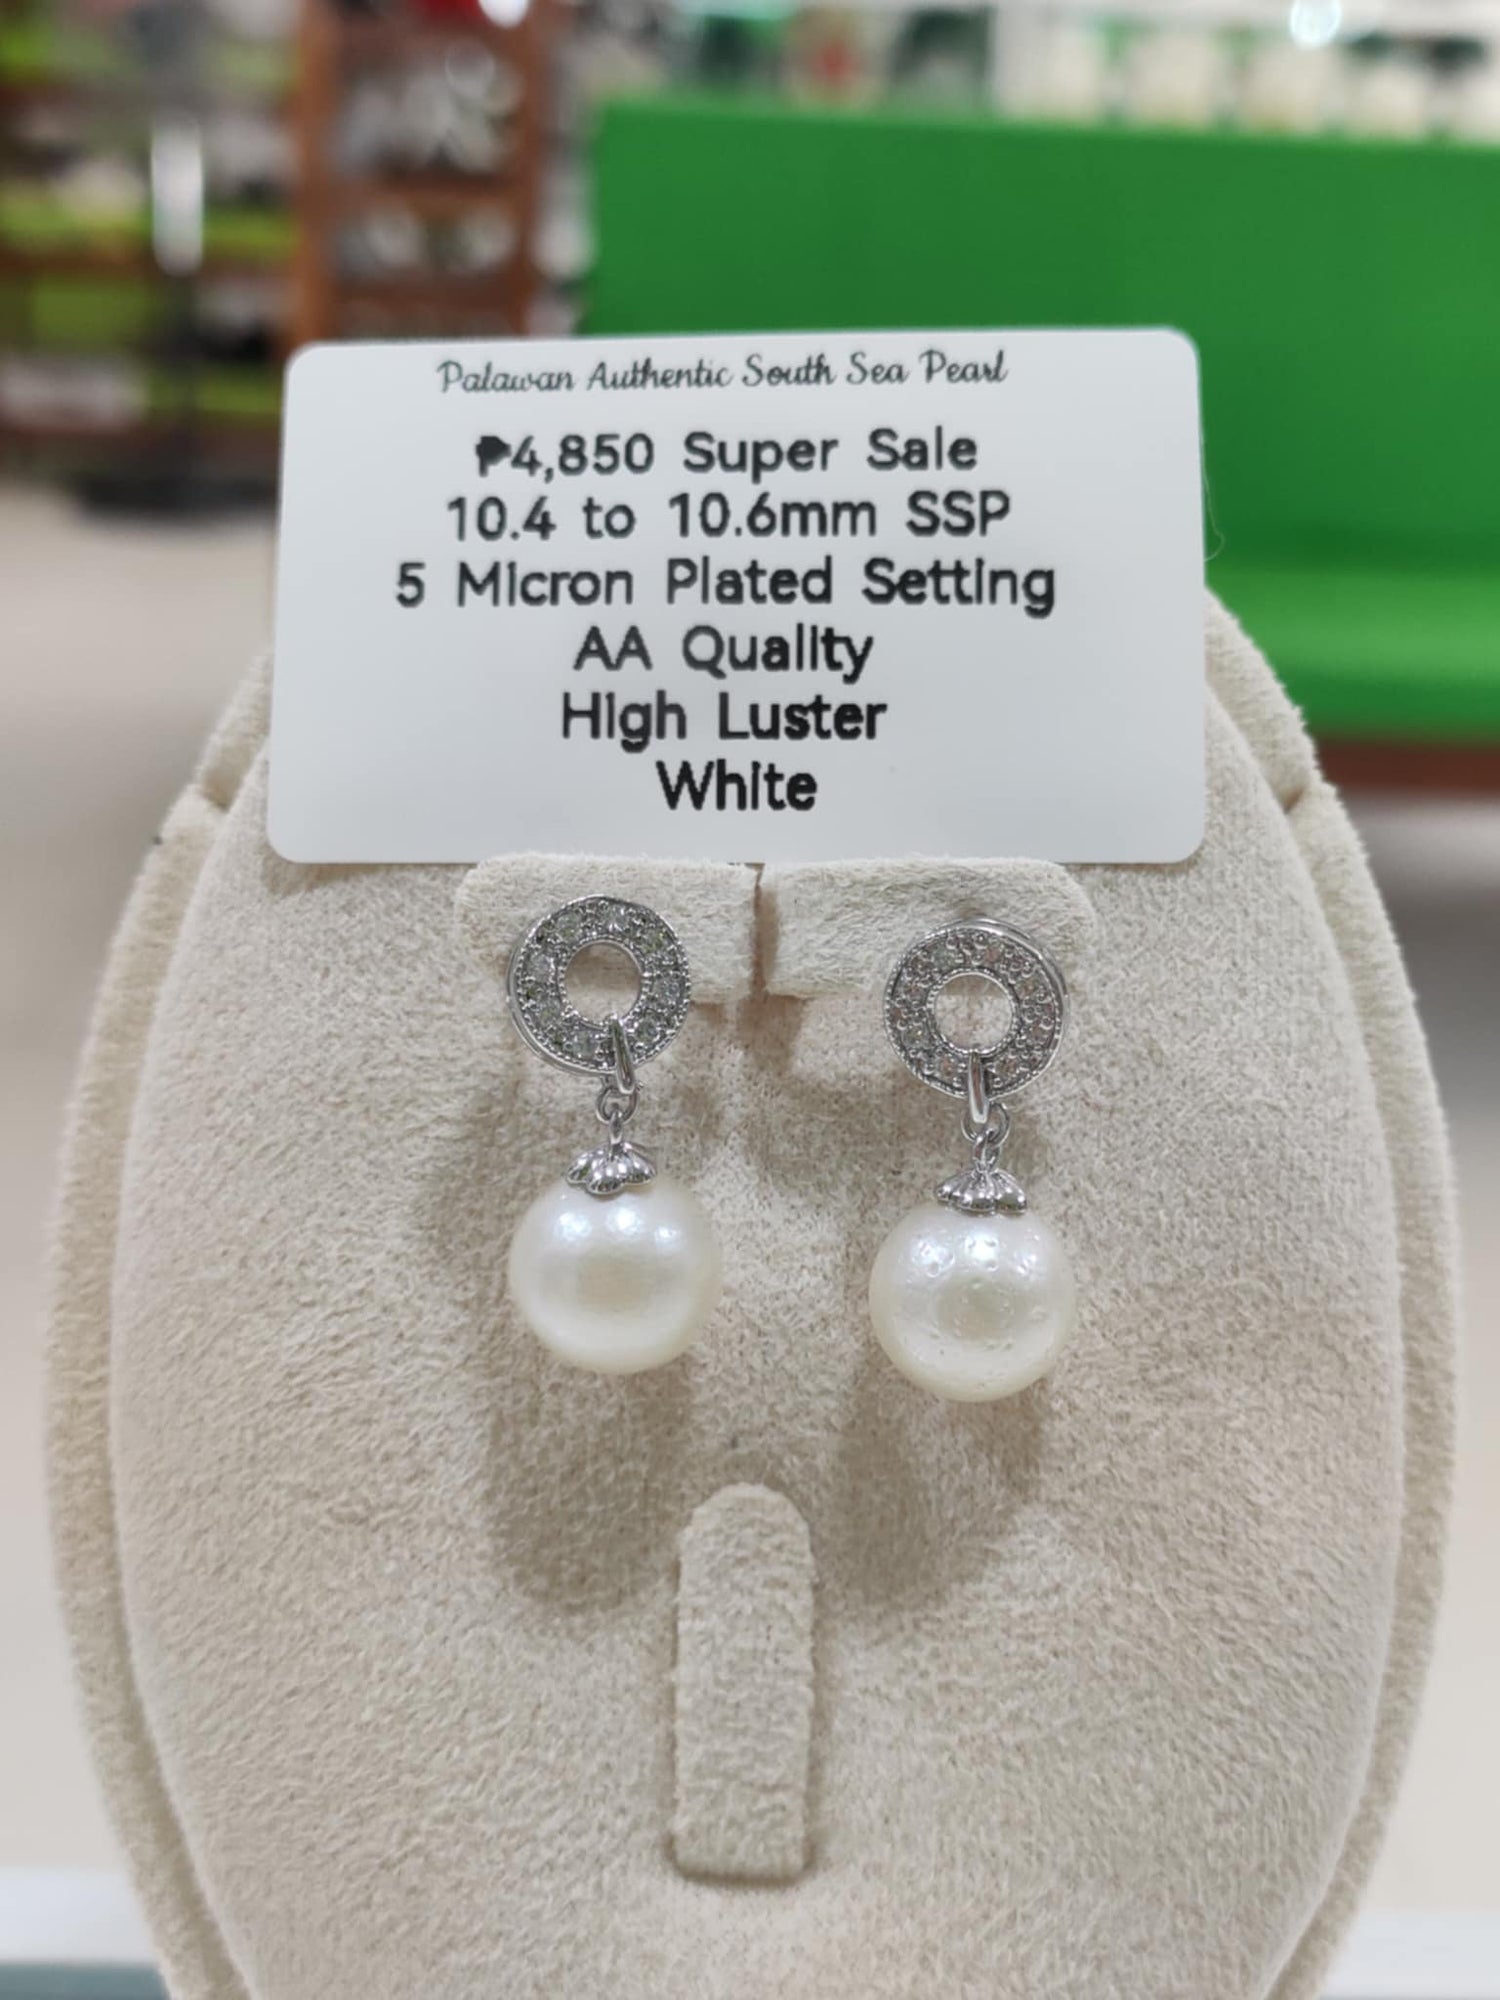 Palawan Authentic South Sea Pearl
₱4,850 Super Sale
10.4 to 10.6mm SSP
5 Micron Plated Setting
AA Quality
High Luster
White